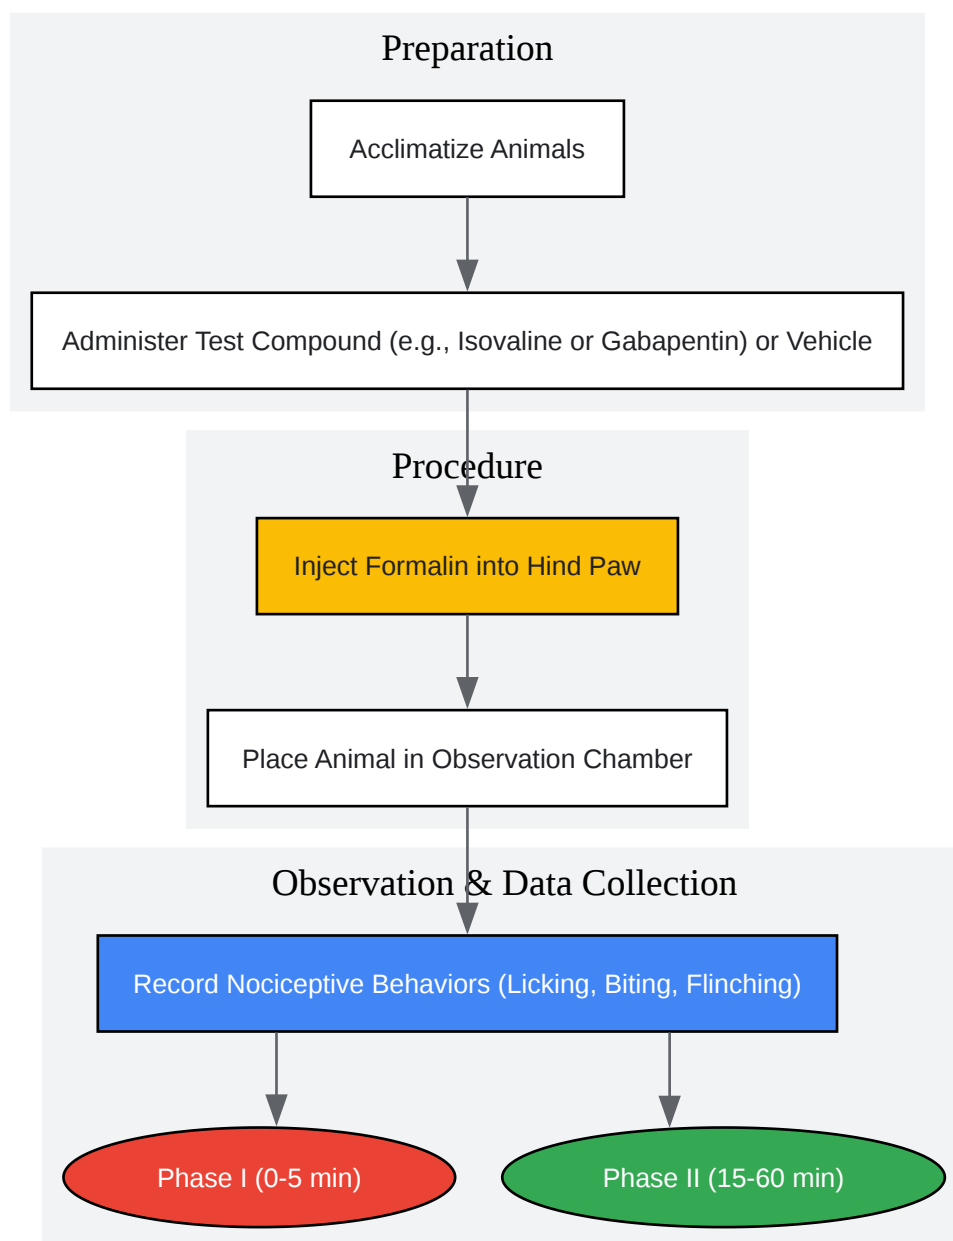 Preparation
Acclimatize Animals
Administer Test Compound (e.g., Isovaline or Gabapentin) or Vehicle
Procedure
Inject Formalin into Hind Paw
Place Animal in Observation Chamber
Observation & Data Collection
Record Nociceptive Behaviors (Licking, Biting, Flinching)
Phase I (0-5 min)
Phase II (15-60 min)